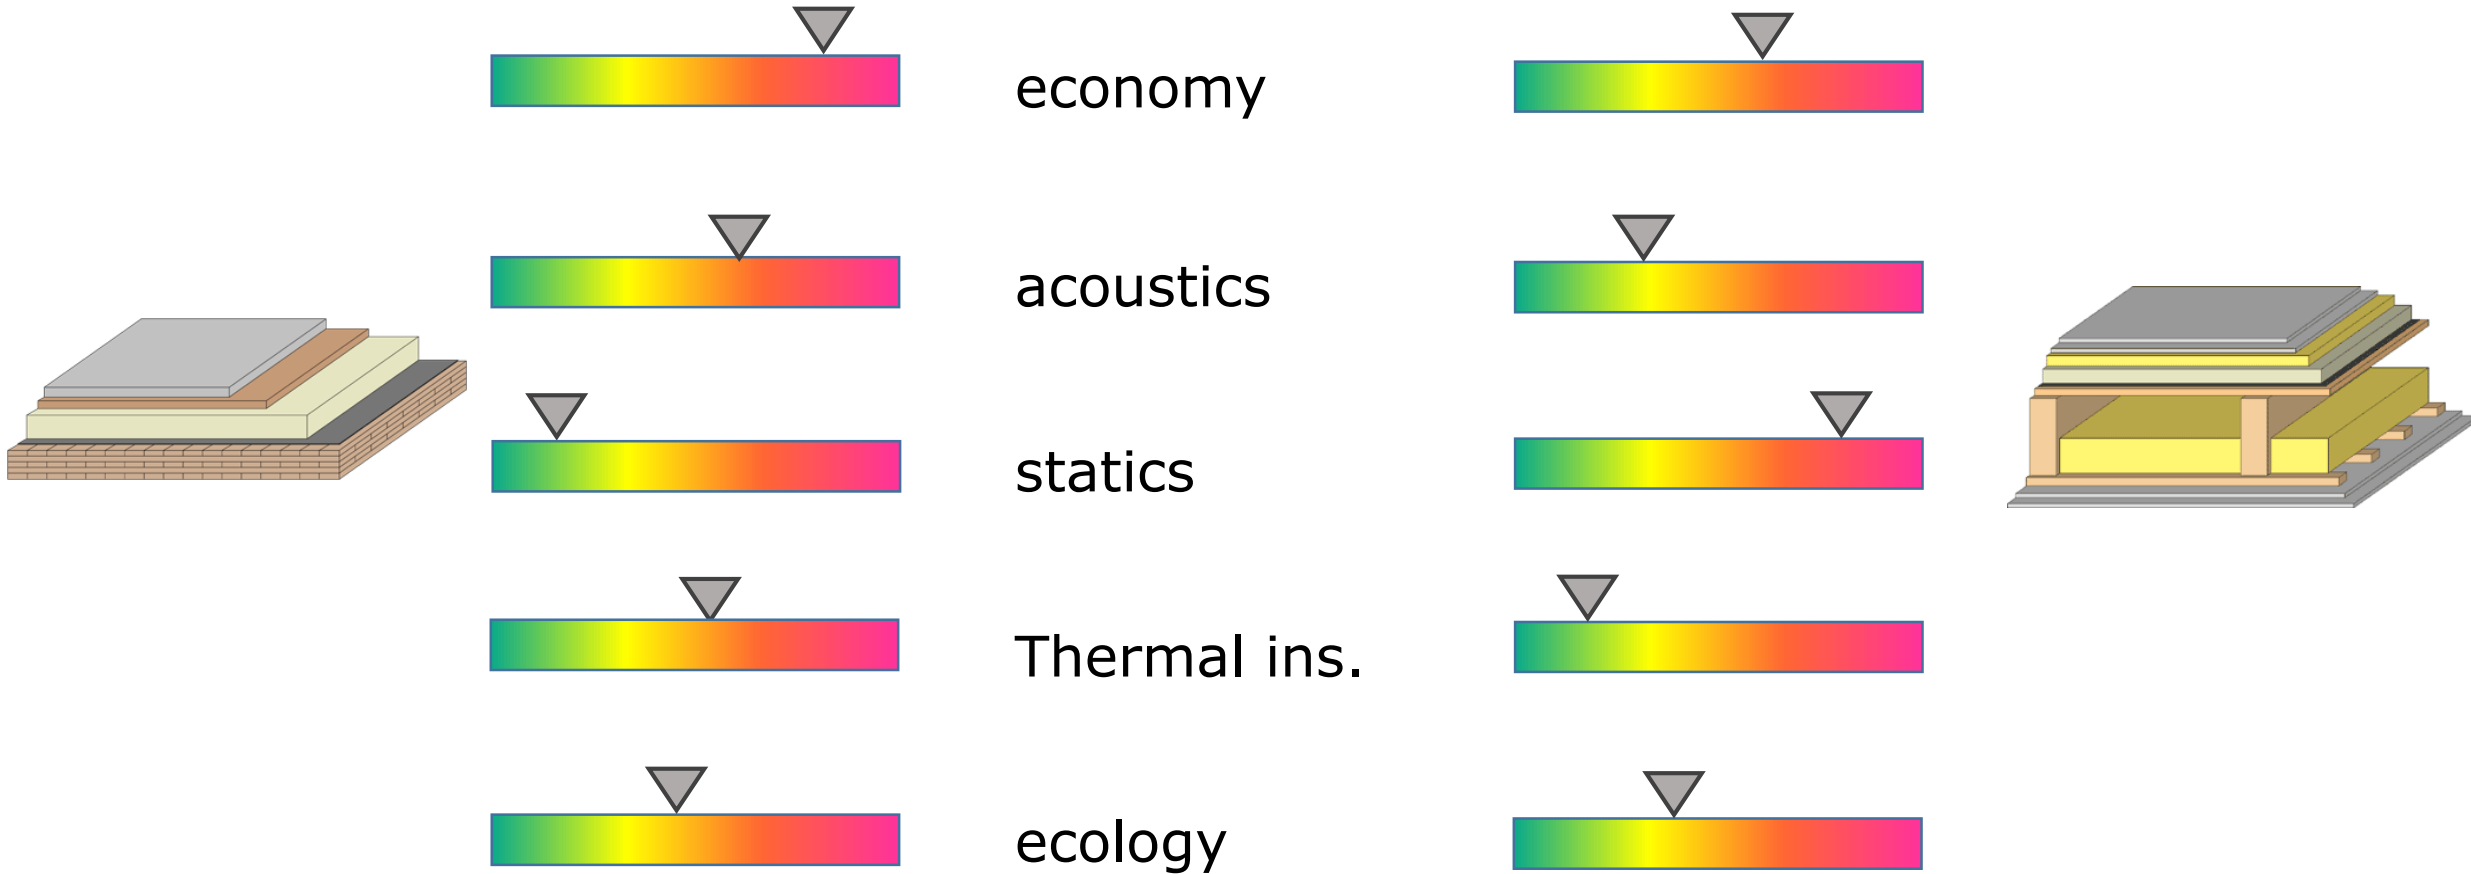 economy
acoustics
statics
Thermal ins.
ecology